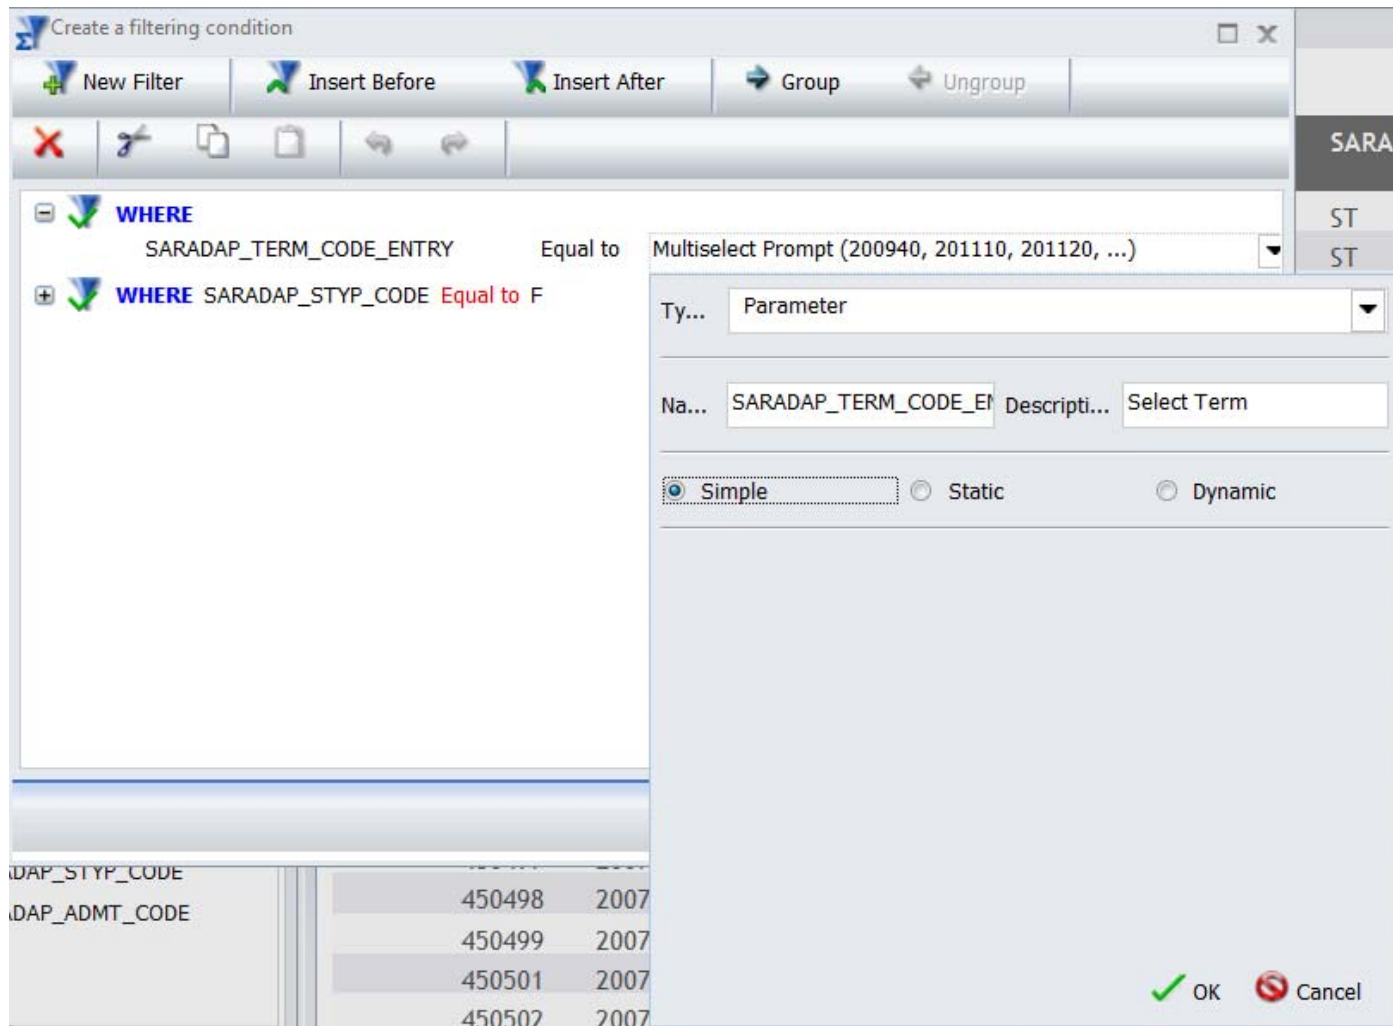 Create a filtering condition
New Filter Insert Before Insert After Group Ungroup
SARA
WHERE
ST
SARADAP_TERM_CODE_ENTRY Equal to Multiselect Prompt (200940, 201110, 201120, ...)
ST
WHERE SARADAP_STYP_CODE Equal to F
Ty... Parameter
Na... SARADAP_TERM_CODE_EN Descripti... Select Term
Simple Static Dynamic
DAP_STYP_CODE
450498 2007
DAP_ADMT_CODE
450499 2007
450501 2007
OK Cancel
450502 2007